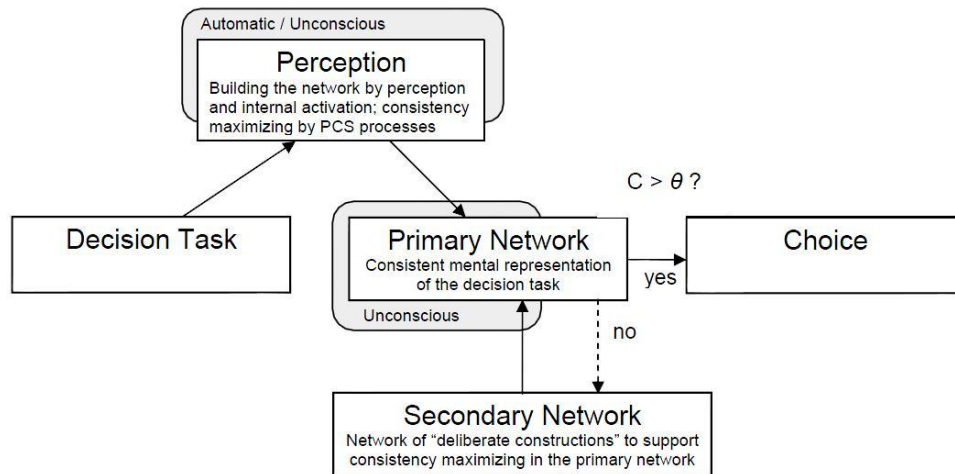 Automatic / Unconscious
Perception
Building the network by perception
and internal activation; consistency
maximizing by PCS processes
C > θ ?
Decision Task
Primary Network
Consistent mental representation
of the decision task
Choice
yes
Unconscious
no
Secondary Network
Network of “deliberate constructions” to support
consistency maximizing in the primary network